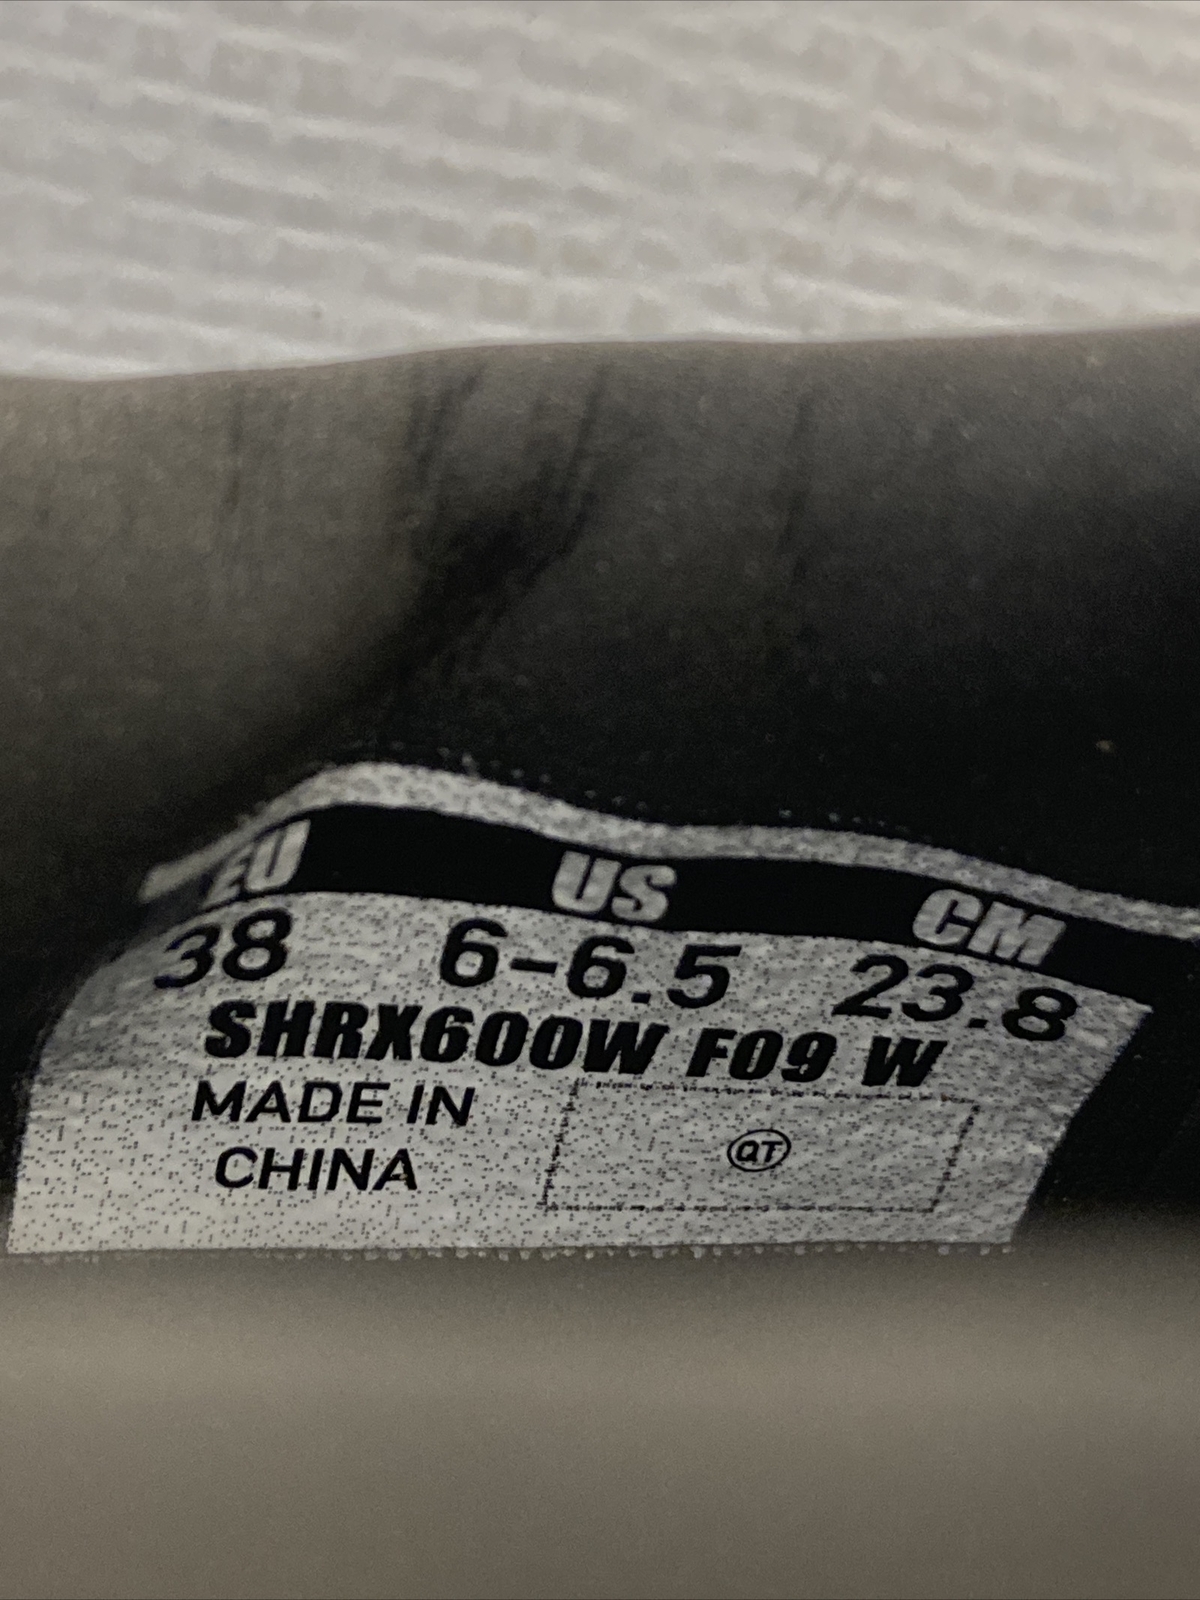 EU US CM
38 6-6.5 23.8
SHRX600W F09 W
MADE IN
CHINA
QT